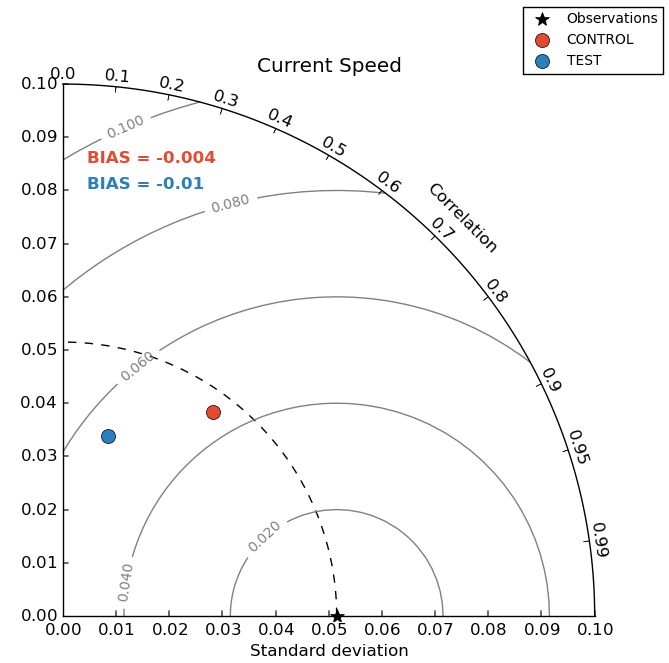 Observations
CONTROL
TEST
Current Speed
0.0 0.1 0.2 0.3 0.4 0.5 0.6 0.7 0.8 0.9 0.95 0.99
Correlation
0.10
0.09
0.08
0.07
0.06
0.05
0.04
0.03
0.02
0.01
0.00
0.100
BIAS = -0.004
BIAS = -0.01
0.080
0.060
0.020
0.040
0.00 0.01 0.02 0.03 0.04 0.05 0.06 0.07 0.08 0.09 0.10
Standard deviation